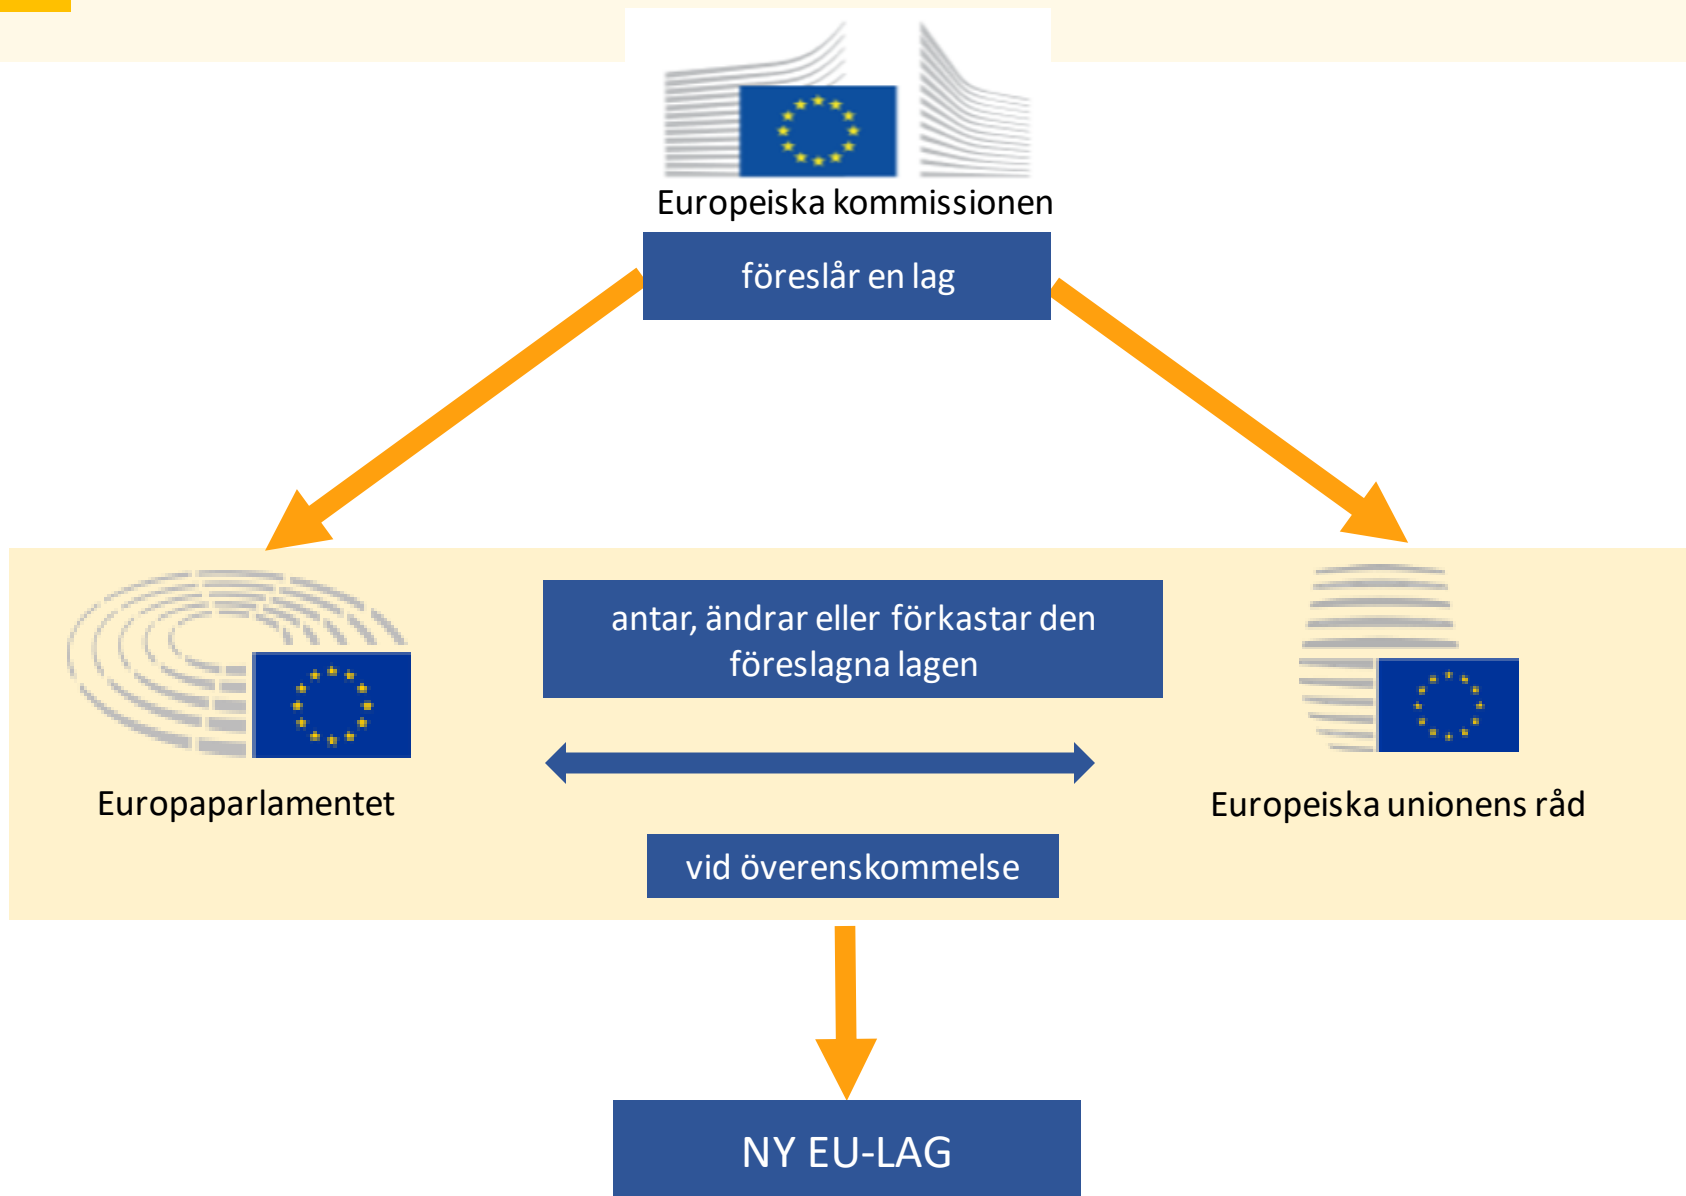 Europeiska kommissionen
föreslår en lag
antar, ändrar eller förkastar den
föreslagna lagen
Europaparlamentet
Europeiska unionens råd
vid överenskommelse
NY EU-LAG